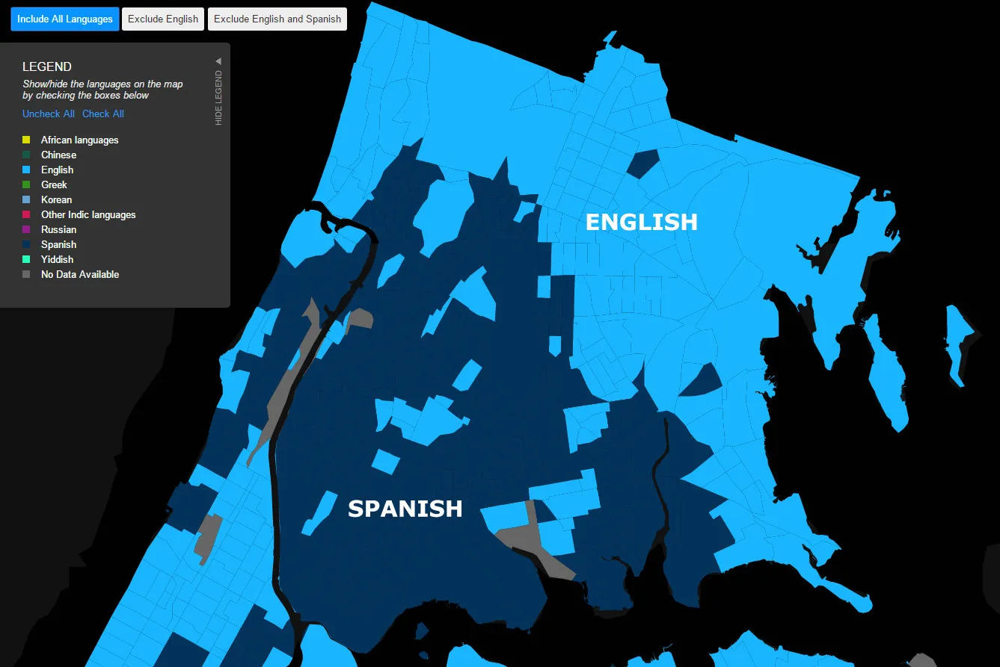 Include All Languages
Exclude English
Exclude English and Spanish
LEGEND
HIDE LEGEND
Show/hide the languages on the map
by checking the boxes below
Uncheck All Check All
African languages
Chinese
English
Greek
Korean
Other Indic languages
Russian
Spanish
Yiddish
No Data Available
ENGLISH
SPANISH